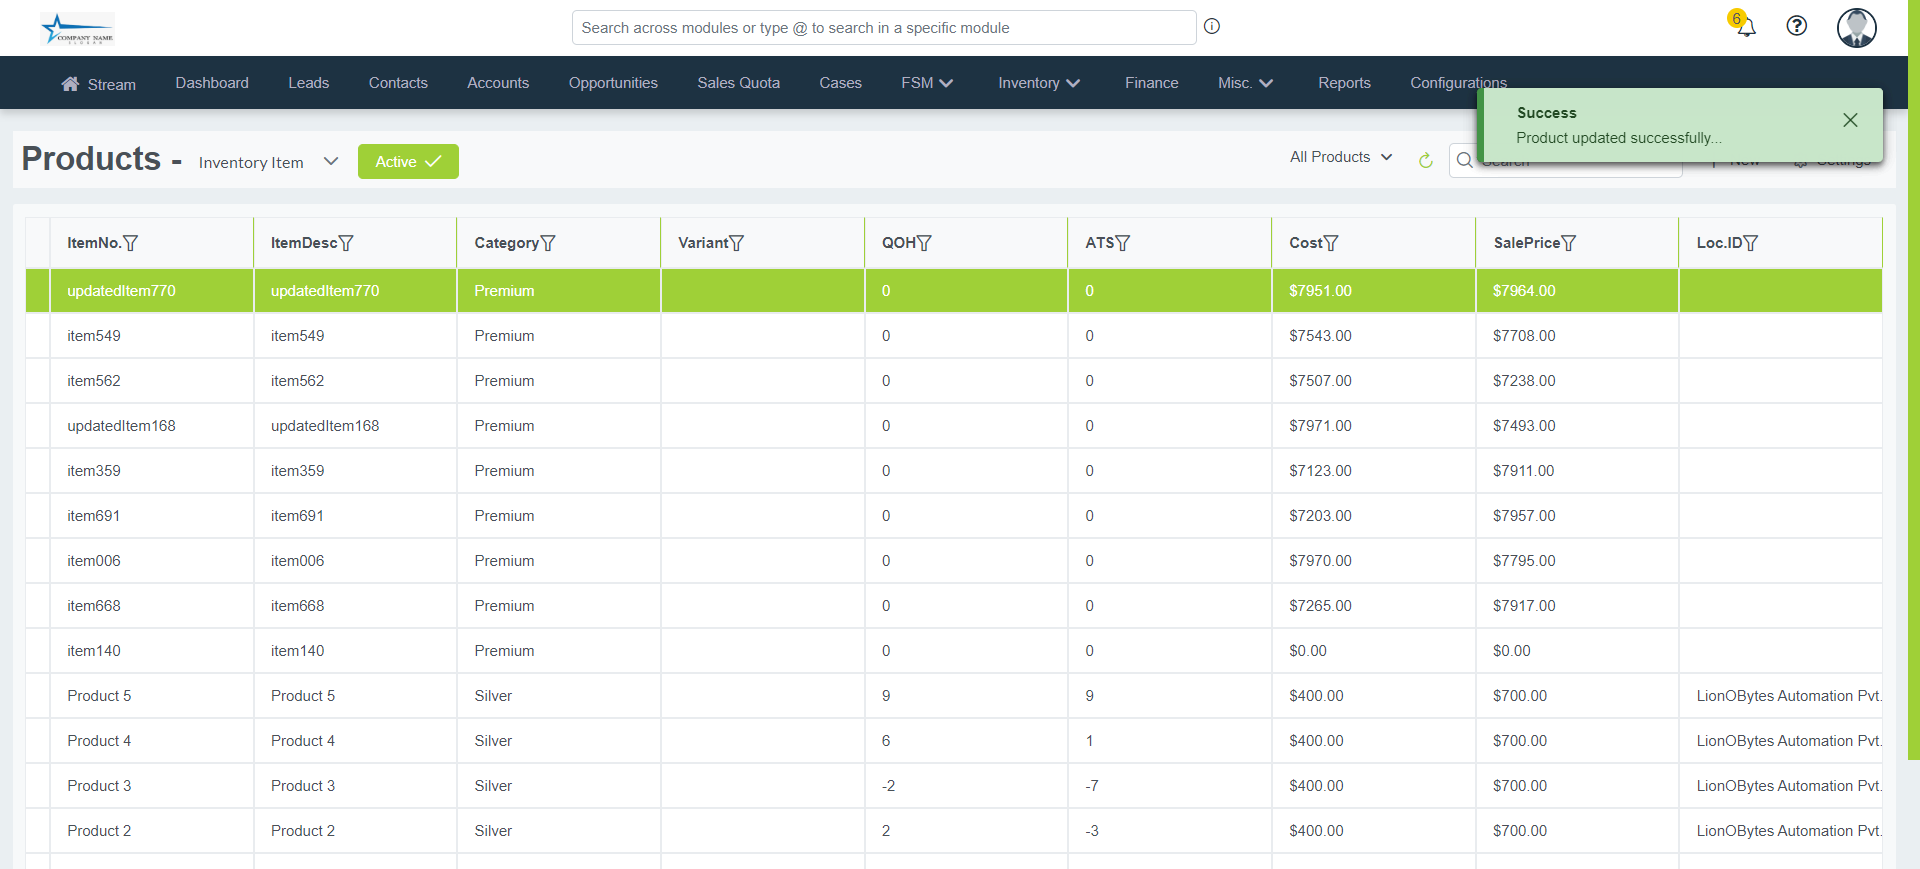 COMPANY NAME
Search across modules or type @ to search in a specific module
6
Stream Dashboard Leads Contacts Accounts Opportunities Sales Quota Cases FSM Inventory Finance Misc. Reports Configurations
Success
Product updated successfully...
Products - Inventory Item Active All Products Search New Settings
ItemNo. ItemDesc Category Variant QOH ATS Cost SalePrice Loc.ID
updatedItem770 updatedItem770 Premium 0 0 $7951.00 $7964.00
item549 item549 Premium 0 0 $7543.00 $7708.00
item562 item562 Premium 0 0 $7507.00 $7238.00
updatedItem168 updatedItem168 Premium 0 0 $7971.00 $7493.00
item359 item359 Premium 0 0 $7123.00 $7911.00
item691 item691 Premium 0 0 $7203.00 $7957.00
item006 item006 Premium 0 0 $7970.00 $7795.00
item668 item668 Premium 0 0 $7265.00 $7917.00
item140 item140 Premium 0 0 $0.00 $0.00
Product 5 Product 5 Silver 9 9 $400.00 $700.00 LionOBytes Automation Pvt.
Product 4 Product 4 Silver 6 1 $400.00 $700.00 LionOBytes Automation Pvt.
Product 3 Product 3 Silver -2 -7 $400.00 $700.00 LionOBytes Automation Pvt.
Product 2 Product 2 Silver 2 -3 $400.00 $700.00 LionOBytes Automation Pvt.